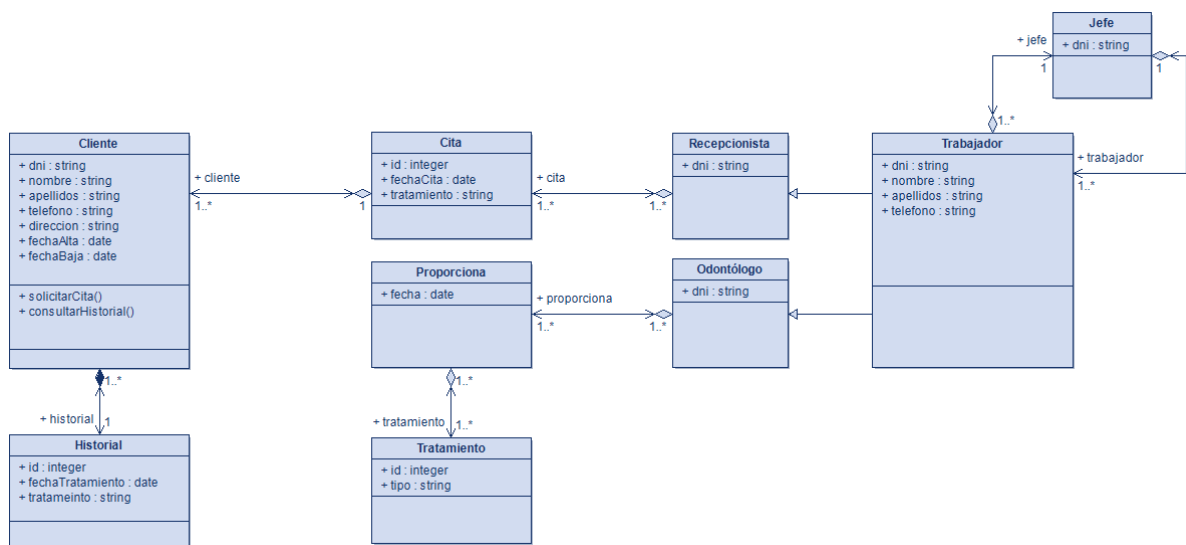 Jefe
+ dni : string
+ jefe
1
1
1..*
Cliente
+ dni : string
+ nombre : string
+ apellidos : string
+ telefono : string
+ direccion : string
+ fechaAlta : date
+ fechaBaja : date
+ solicitarCita()
+ consultarHistorial()
+ cliente
1..*
1
Cita
+ id : integer
+ fechaCita : date
+ tratamiento : string
+ cita
1..*
1..*
Recepcionista
+ dni : string
Trabajador
+ dni : string
+ nombre : string
+ apellidos : string
+ telefono : string
+ trabajador
1..*
Proporciona
+ fecha : date
+ proporciona
1..*
1..*
Odontólogo
+ dni : string
1..*
+ historial
1
Historial
+ id : integer
+ fechaTratamiento : date
+ tratameinto : string
1..*
+ tratamiento
1..*
Tratamiento
+ id : integer
+ tipo : string